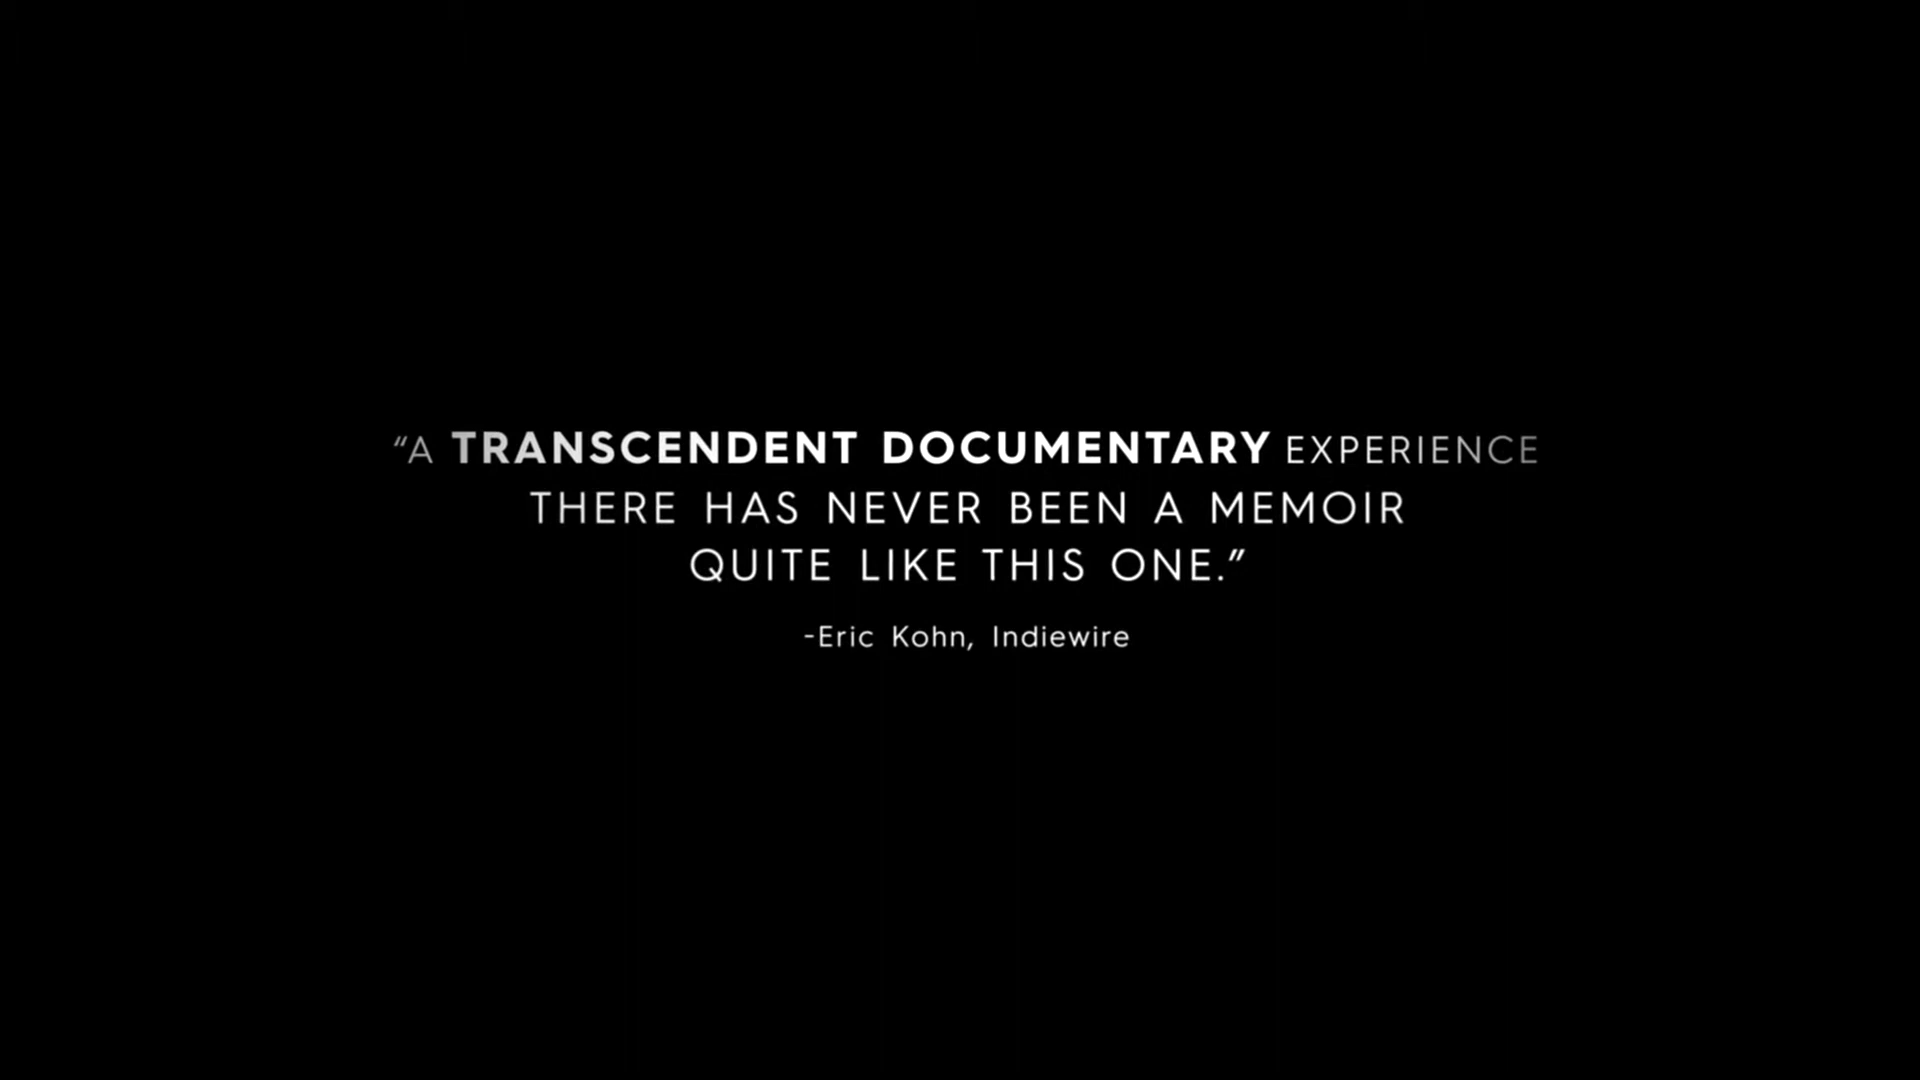 “A TRANSCENDENT DOCUMENTARY EXPERIENCE
THERE HAS NEVER BEEN A MEMOIR
QUITE LIKE THIS ONE.”
-Eric Kohn, Indiewire